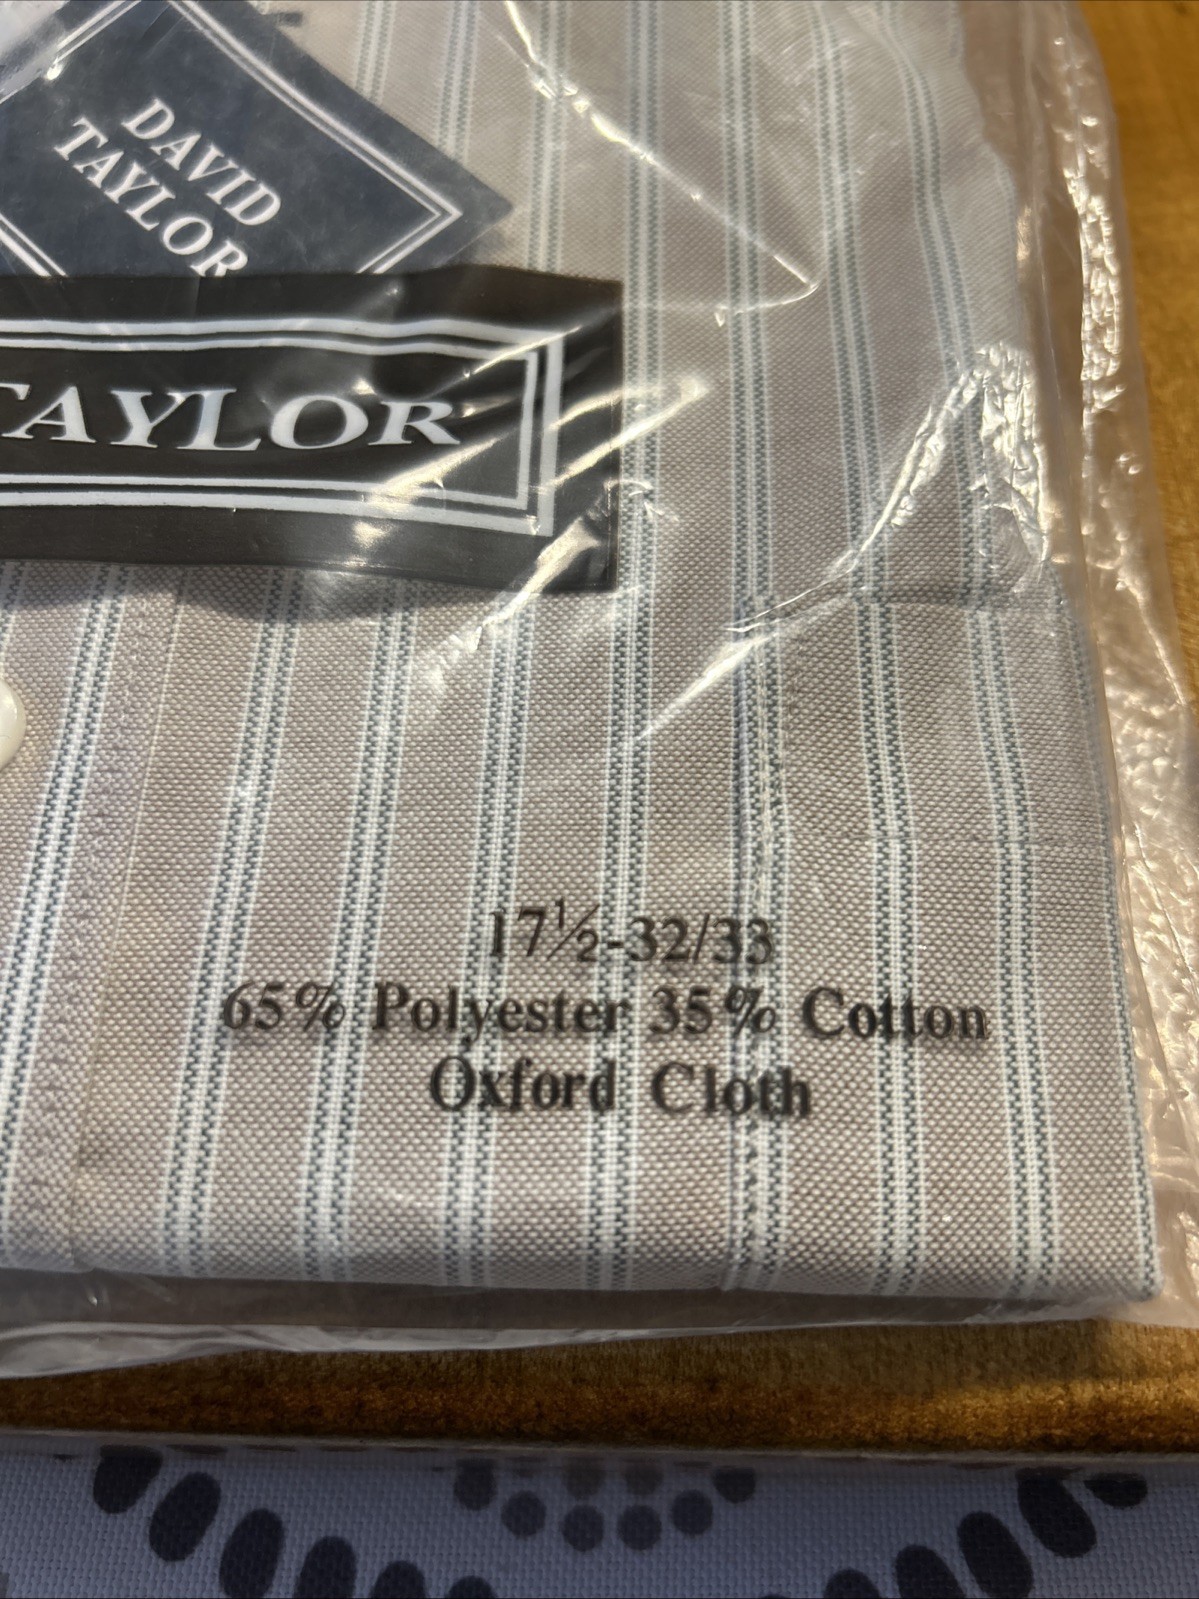 DAVID
TAYLOR
TAYLOR
17½-32/33
65% Polyester 35% Cotton
Oxford Cloth